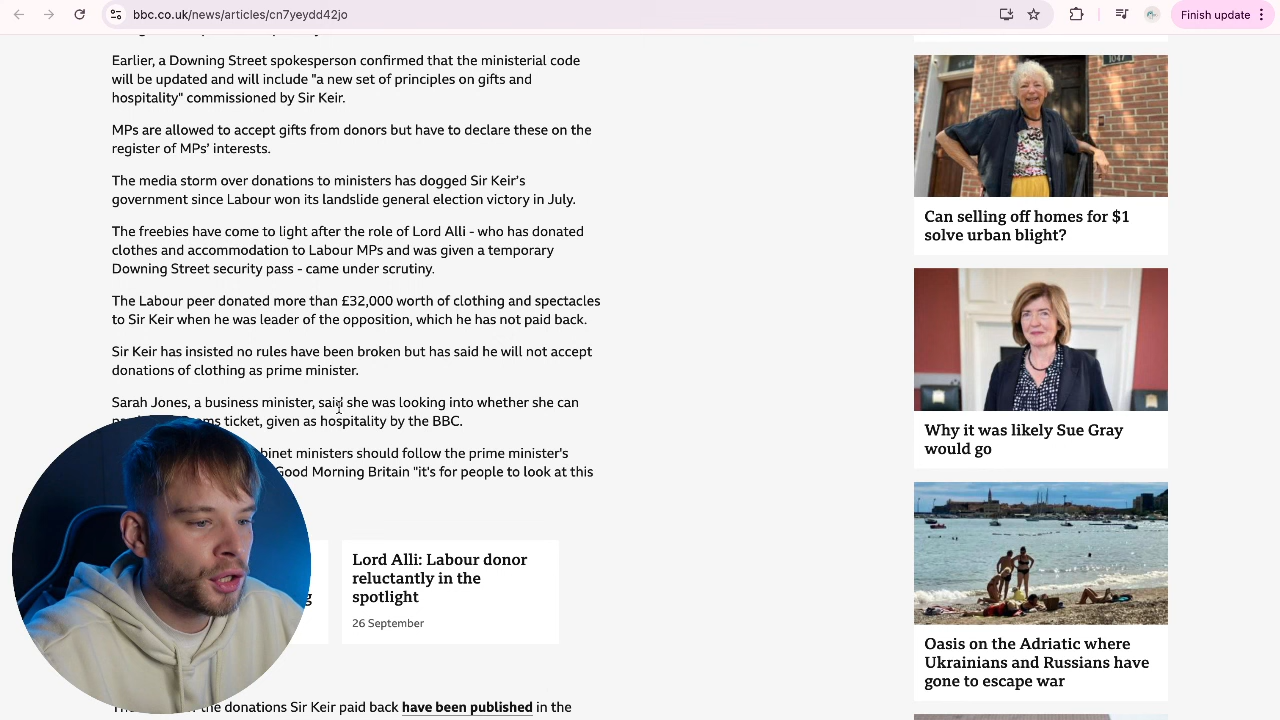 bbc.co.uk/news/articles/cn7yeydd42jo
Finish update
Earlier, a Downing Street spokesperson confirmed that the ministerial code
will be updated and will include "a new set of principles on gifts and
hospitality" commissioned by Sir Keir.
MPs are allowed to accept gifts from donors but have to declare these on the
register of MPs' interests.
The media storm over donations to ministers has dogged Sir Keir's
government since Labour won its landslide general election victory in July.
The freebies have come to light after the role of Lord Alli - who has donated
clothes and accommodation to Labour MPs and was given a temporary
Downing Street security pass - came under scrutiny.
The Labour peer donated more than £32,000 worth of clothing and spectacles
to Sir Keir when he was leader of the opposition, which he has not paid back.
Sir Keir has insisted no rules have been broken but has said he will not accept
donations of clothing as prime minister.
Sarah Jones, a business minister, said she was looking into whether she can
ticket, given as hospitality by the BBC.
ministers should follow the prime minister's
Good Morning Britain "it's for people to look at this
Lord Alli: Labour donor
reluctantly in the
spotlight
26 September
the donations Sir Keir paid back have been published in the
1047
Can selling off homes for $1
solve urban blight?
Why it was likely Sue Gray
would go
Oasis on the Adriatic where
Ukrainians and Russians have
gone to escape war